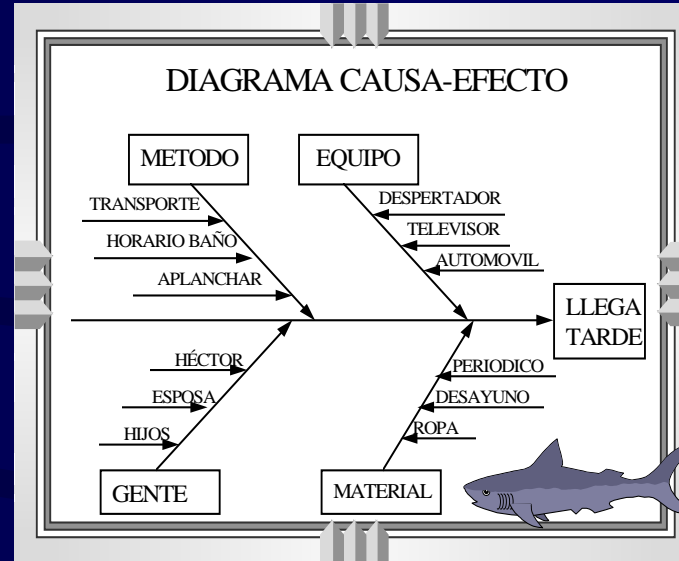 DIAGRAMA CAUSA-EFECTO
METODO
EQUIPO
TRANSPORTE
HORARIO BAÑO
APLANCHAR
DESPERTADOR
TELEVISOR
AUTOMOVIL
LLEGA
TARDE
HÉCTOR
ESPOSA
HIJOS
PERIODICO
DESAYUNO
ROPA
GENTE
MATERIAL